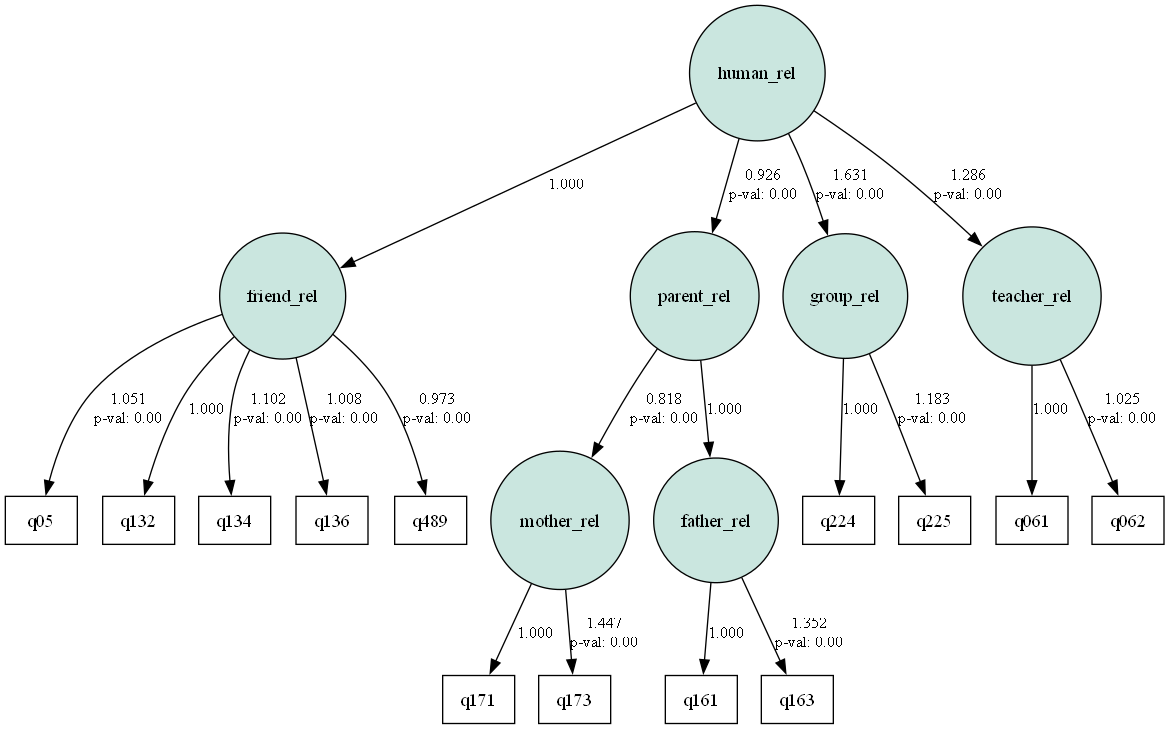 human_rel
1.000
0.926
p-val: 0.00
1.631
p-val: 0.00
1.286
p-val: 0.00
friend_rel
parent_rel
group_rel
teacher_rel
1.051
p-val: 0.00
1.000
1.102
p-val: 0.00
1.008
p-val: 0.00
0.973
p-val: 0.00
0.818
p-val: 0.00
1.000
1.000
1.183
p-val: 0.00
1.000
1.025
p-val: 0.00
q05
q132
q134
q136
q489
mother_rel
father_rel
q224
q225
q061
q062
1.000
1.447
p-val: 0.00
1.000
1.352
p-val: 0.00
q171
q173
q161
q163